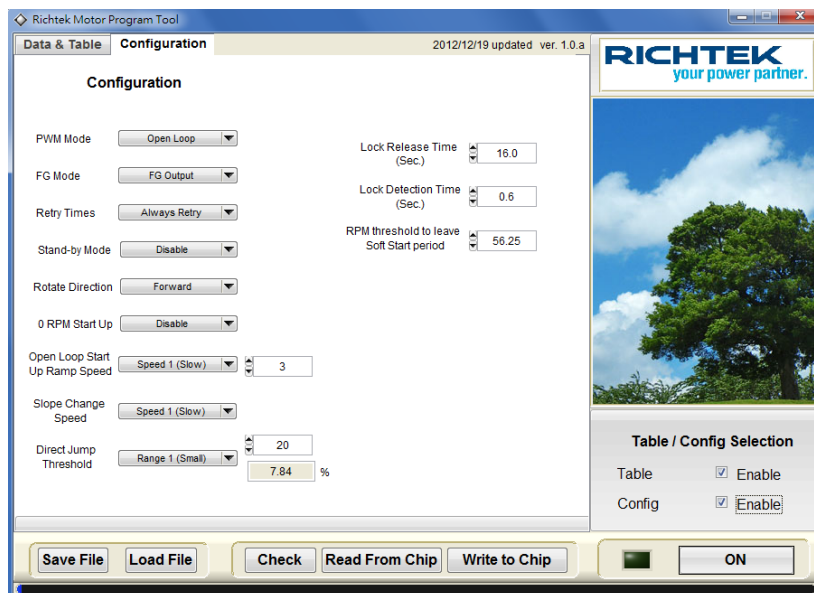 Richtek Motor Program Tool
Data & Table
Configuration
2012/12/19 updated ver. 1.0.a
RICHTEK
your power partner.
Configuration
PWM Mode
Open Loop
FG Mode
FG Output
Retry Times
Always Retry
Stand-by Mode
Disable
Rotate Direction
Forward
0 RPM Start Up
Disable
Open Loop Start
Up Ramp Speed
Speed 1 (Slow)
3
Slope Change
Speed
Speed 1 (Slow)
Direct Jump
Threshold
Range 1 (Small)
20
7.84 %
Lock Release Time
(Sec.)
16.0
Lock Detection Time
(Sec.)
0.6
RPM threshold to leave
Soft Start period
56.25
Table / Config Selection
Table
Enable
Config
Enable
Save File
Load File
Check
Read From Chip
Write to Chip
ON